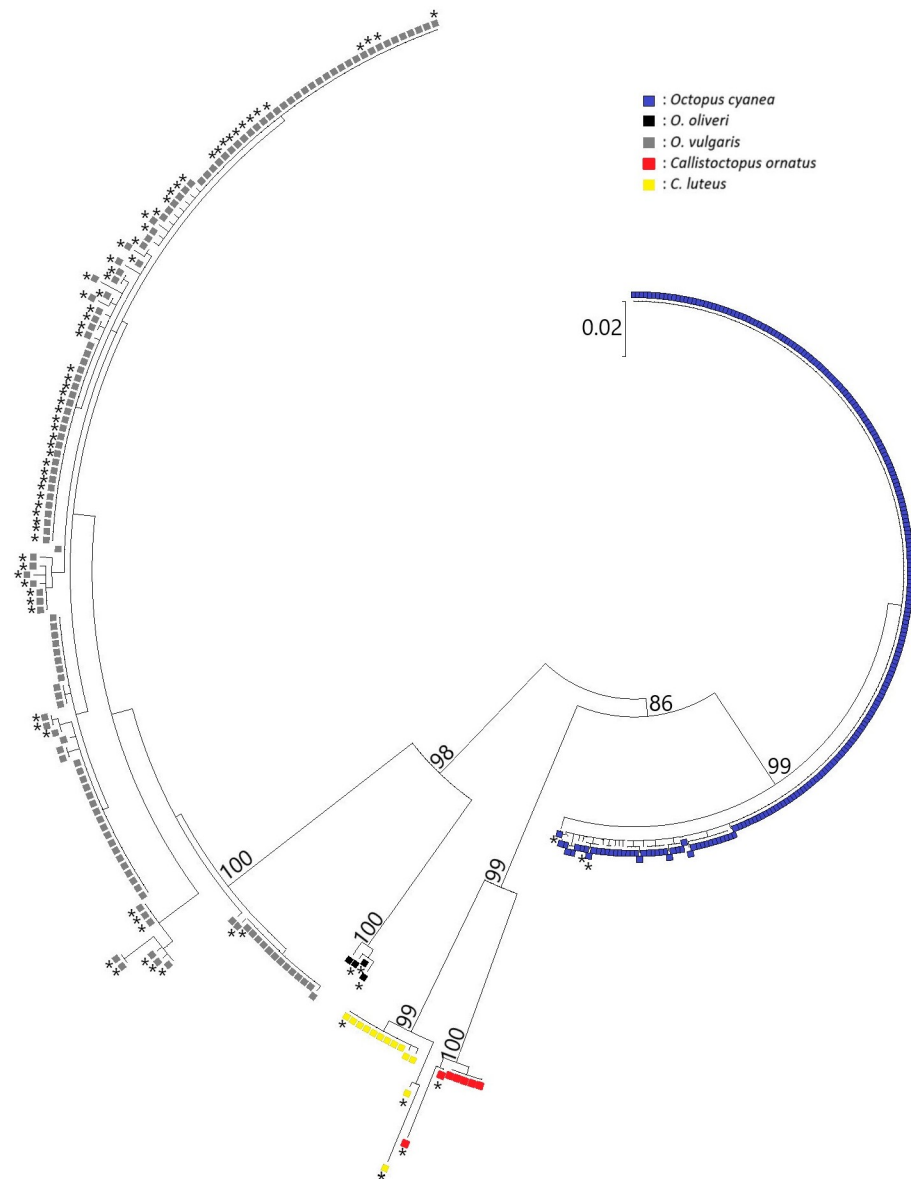 : Octopus cyanea
: O. oliveri
: O. vulgaris
: Callistoctopus ornatus
: C. luteus
0.02
86
98
99
100
99
100
99
100